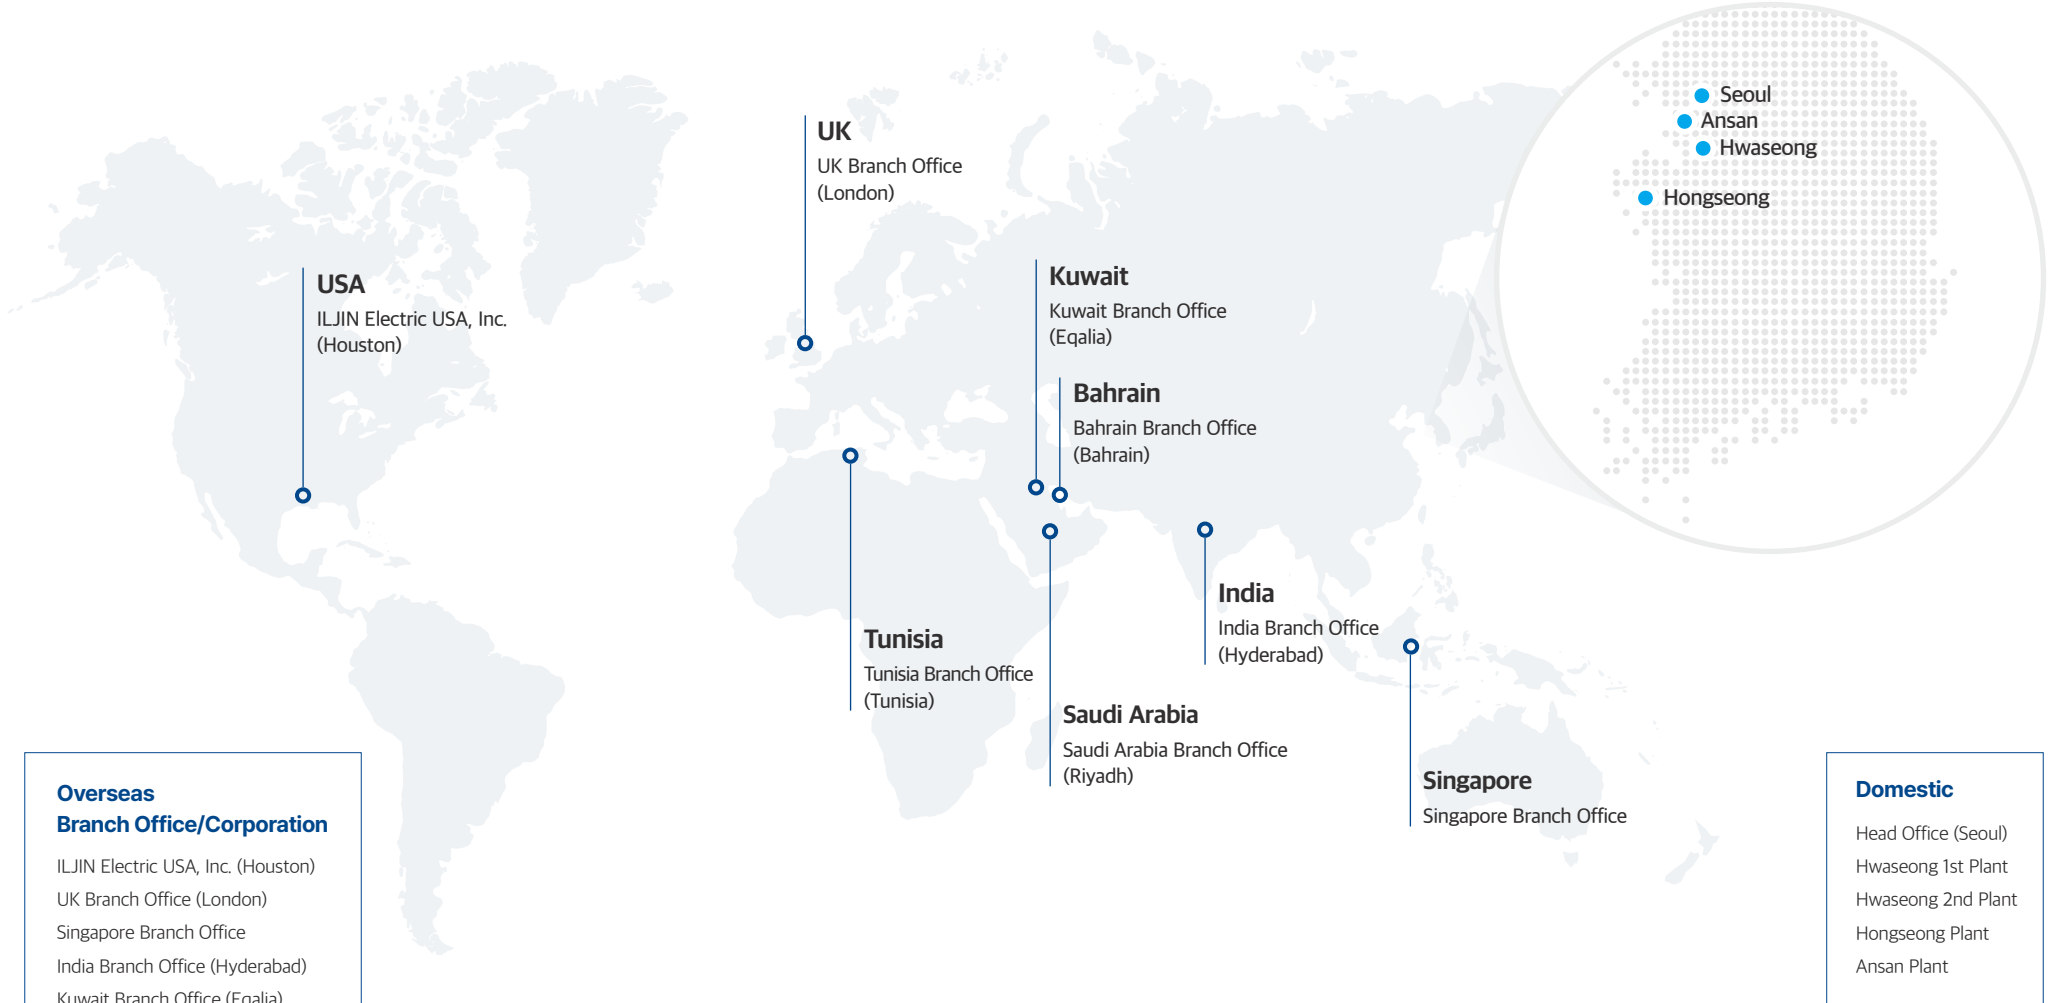 UK
UK Branch Office
(London)
USA
ILJIN Electric USA, Inc.
(Houston)
Kuwait
Kuwait Branch Office
(Eqalia)
Bahrain
Bahrain Branch Office
(Bahrain)
Seoul
Ansan
Hwaseong
Hongseong
Tunisia
Tunisia Branch Office
(Tunisia)
Saudi Arabia
Saudi Arabia Branch Office
(Riyadh)
India
India Branch Office
(Hyderabad)
Singapore
Singapore Branch Office
Overseas
Branch Office/Corporation
ILJIN Electric USA, Inc. (Houston)
UK Branch Office (London)
Singapore Branch Office
India Branch Office (Hyderabad)
Kuwait Branch Office (Eqalia)
Domestic
Head Office (Seoul)
Hwaseong 1st Plant
Hwaseong 2nd Plant
Hongseong Plant
Ansan Plant